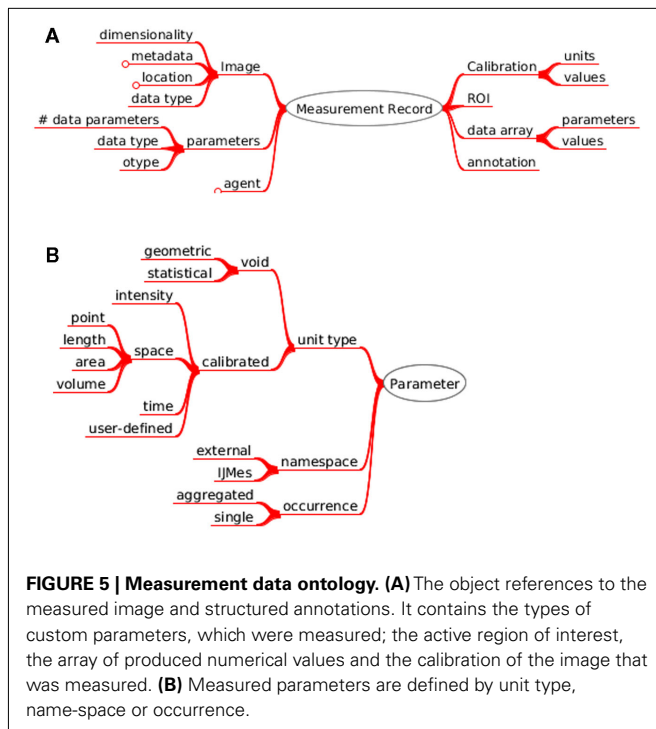 A
dimensionality
metadata
location
data type
Image
# data parameters
data type
otype
parameters
agent
Measurement Record
Calibration
units
values
ROI
data array
parameters
values
annotation
B
geometric
statistical
void
intensity
point
length
area
volume
space
calibrated
time
user-defined
unit type
Parameter
external
IJMes
namespace
aggregated
single
occurrence
FIGURE 5 | Measurement data ontology. (A) The object references to the
measured image and structured annotations. It contains the types of
custom parameters, which were measured; the active region of interest,
the array of produced numerical values and the calibration of the image that
was measured. (B) Measured parameters are defined by unit type,
name-space or occurrence.